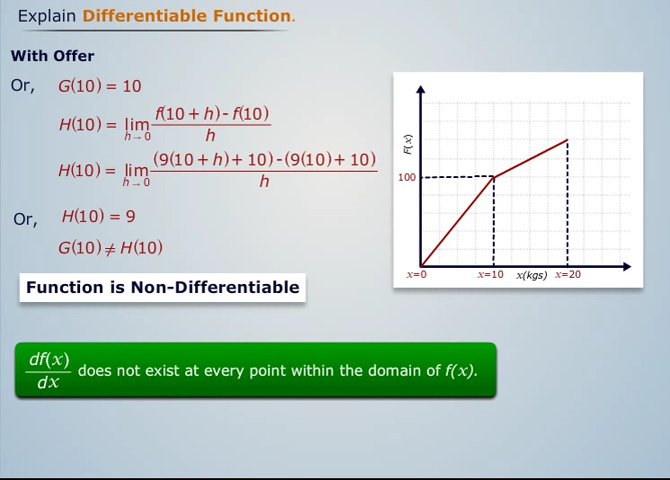 Explain Differentiable Function.
With Offer
Or, G(10) = 10
H(10) = lim h→0 f(10 + h) - f(10) / h
H(10) = lim h→0 (9(10 + h) + 10) - (9(10) + 10) / h
Or, H(10) = 9
G(10) ≠ H(10)
Function is Non-Differentiable
F(x)
100
x=0 x=10 x(kgs) x=20
df(x)/dx does not exist at every point within the domain of f(x).